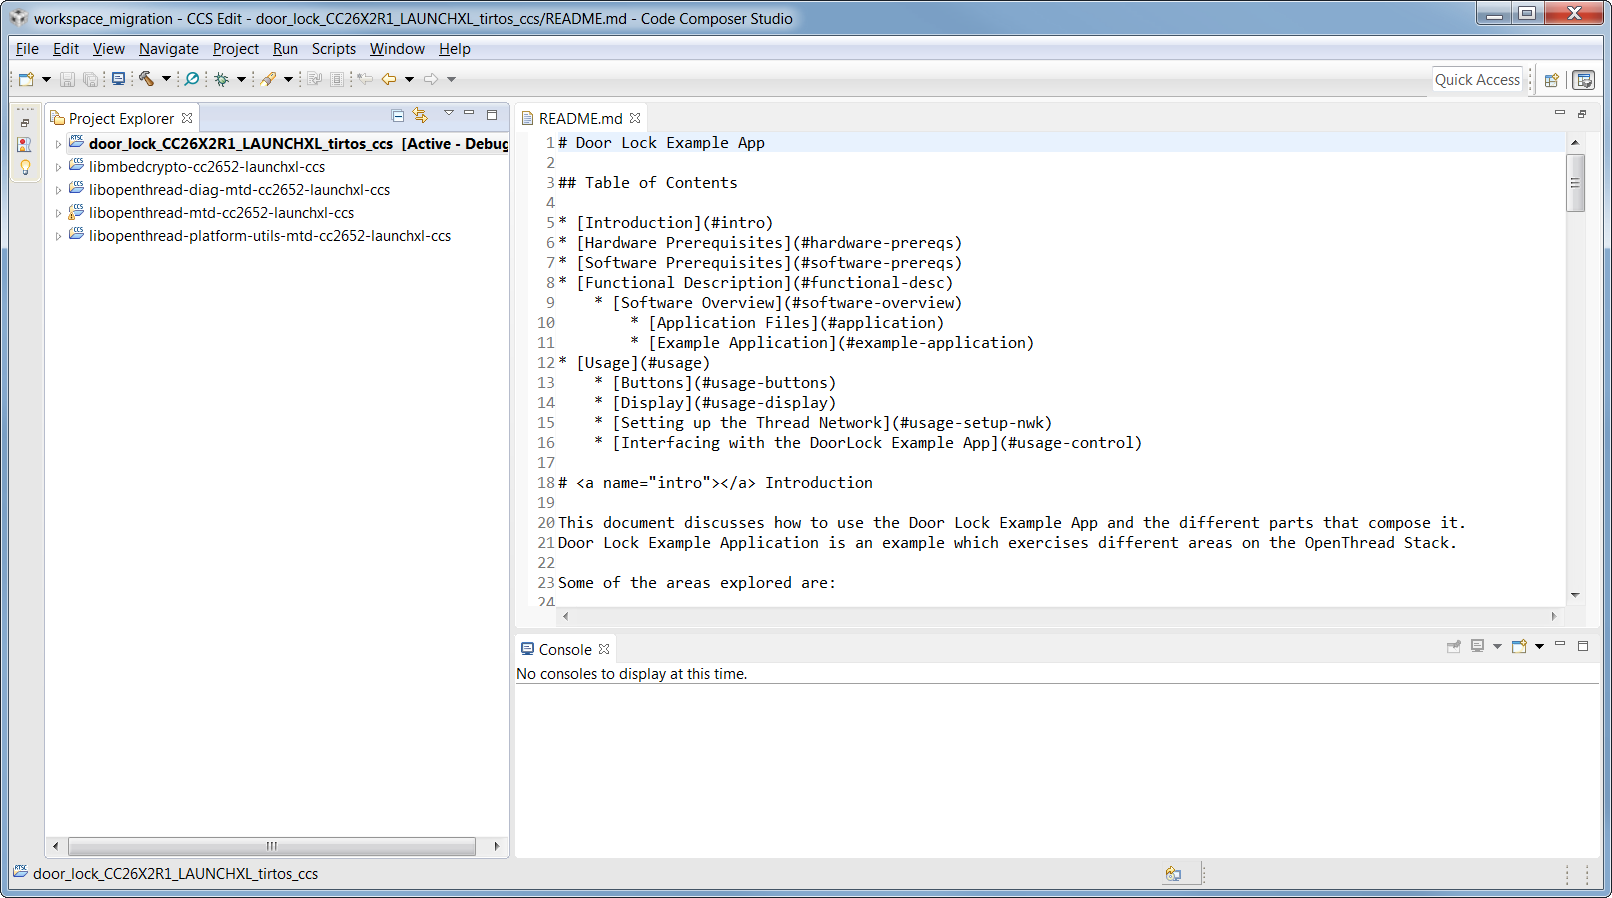 workspace_migration - CCS Edit - door_lock_CC26X2R1_LAUNCHXL_tirtos_ccs/README.md - Code Composer Studio
File Edit View Navigate Project Run Scripts Window Help
Quick Access
Project Explorer
door_lock_CC26X2R1_LAUNCHXL_tirtos_ccs [Active - Debug
libmbedcrypto-cc2652-launchxl-ccs
libopenthread-diag-mtd-cc2652-launchxl-ccs
libopenthread-mtd-cc2652-launchxl-ccs
libopenthread-platform-utils-mtd-cc2652-launchxl-ccs
README.md
1 # Door Lock Example App
2
3 ## Table of Contents
4
5 * [Introduction](#intro)
6 * [Hardware Prerequisites](#hardware-prereqs)
7 * [Software Prerequisites](#software-prereqs)
8 * [Functional Description](#functional-desc)
9     * [Software Overview](#software-overview)
10         * [Application Files](#application)
11         * [Example Application](#example-application)
12 * [Usage](#usage)
13     * [Buttons](#usage-buttons)
14     * [Display](#usage-display)
15     * [Setting up the Thread Network](#usage-setup-nwk)
16     * [Interfacing with the DoorLock Example App](#usage-control)
17
18 # <a name="intro"></a> Introduction
19
20 This document discusses how to use the Door Lock Example App and the different parts that compose it.
21 Door Lock Example Application is an example which exercises different areas on the OpenThread Stack.
22
23 Some of the areas explored are:
24
Console
No consoles to display at this time.
door_lock_CC26X2R1_LAUNCHXL_tirtos_ccs